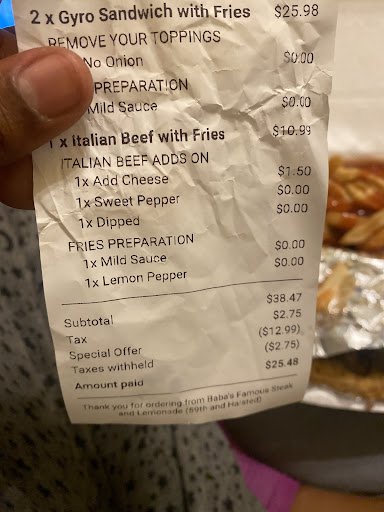 2 x Gyro Sandwich with Fries $25.98
REMOVE YOUR TOPPINGS
No Onion $0.00
PREPARATION
Mild Sauce $0.00
x Italian Beef with Fries $10.99
ITALIAN BEEF ADDS ON
1x Add Cheese $1.50
1x Sweet Pepper $0.00
1x Dipped $0.00
FRIES PREPARATION
1x Mild Sauce $0.00
1x Lemon Pepper $0.00
Subtotal $38.47
Tax $2.75
Special Offer ($12.99)
Taxes withheld ($2.75)
Amount paid $25.48
Thank you for ordering from Baba's Famous Steak
and Lemonade (69th and Halsted)